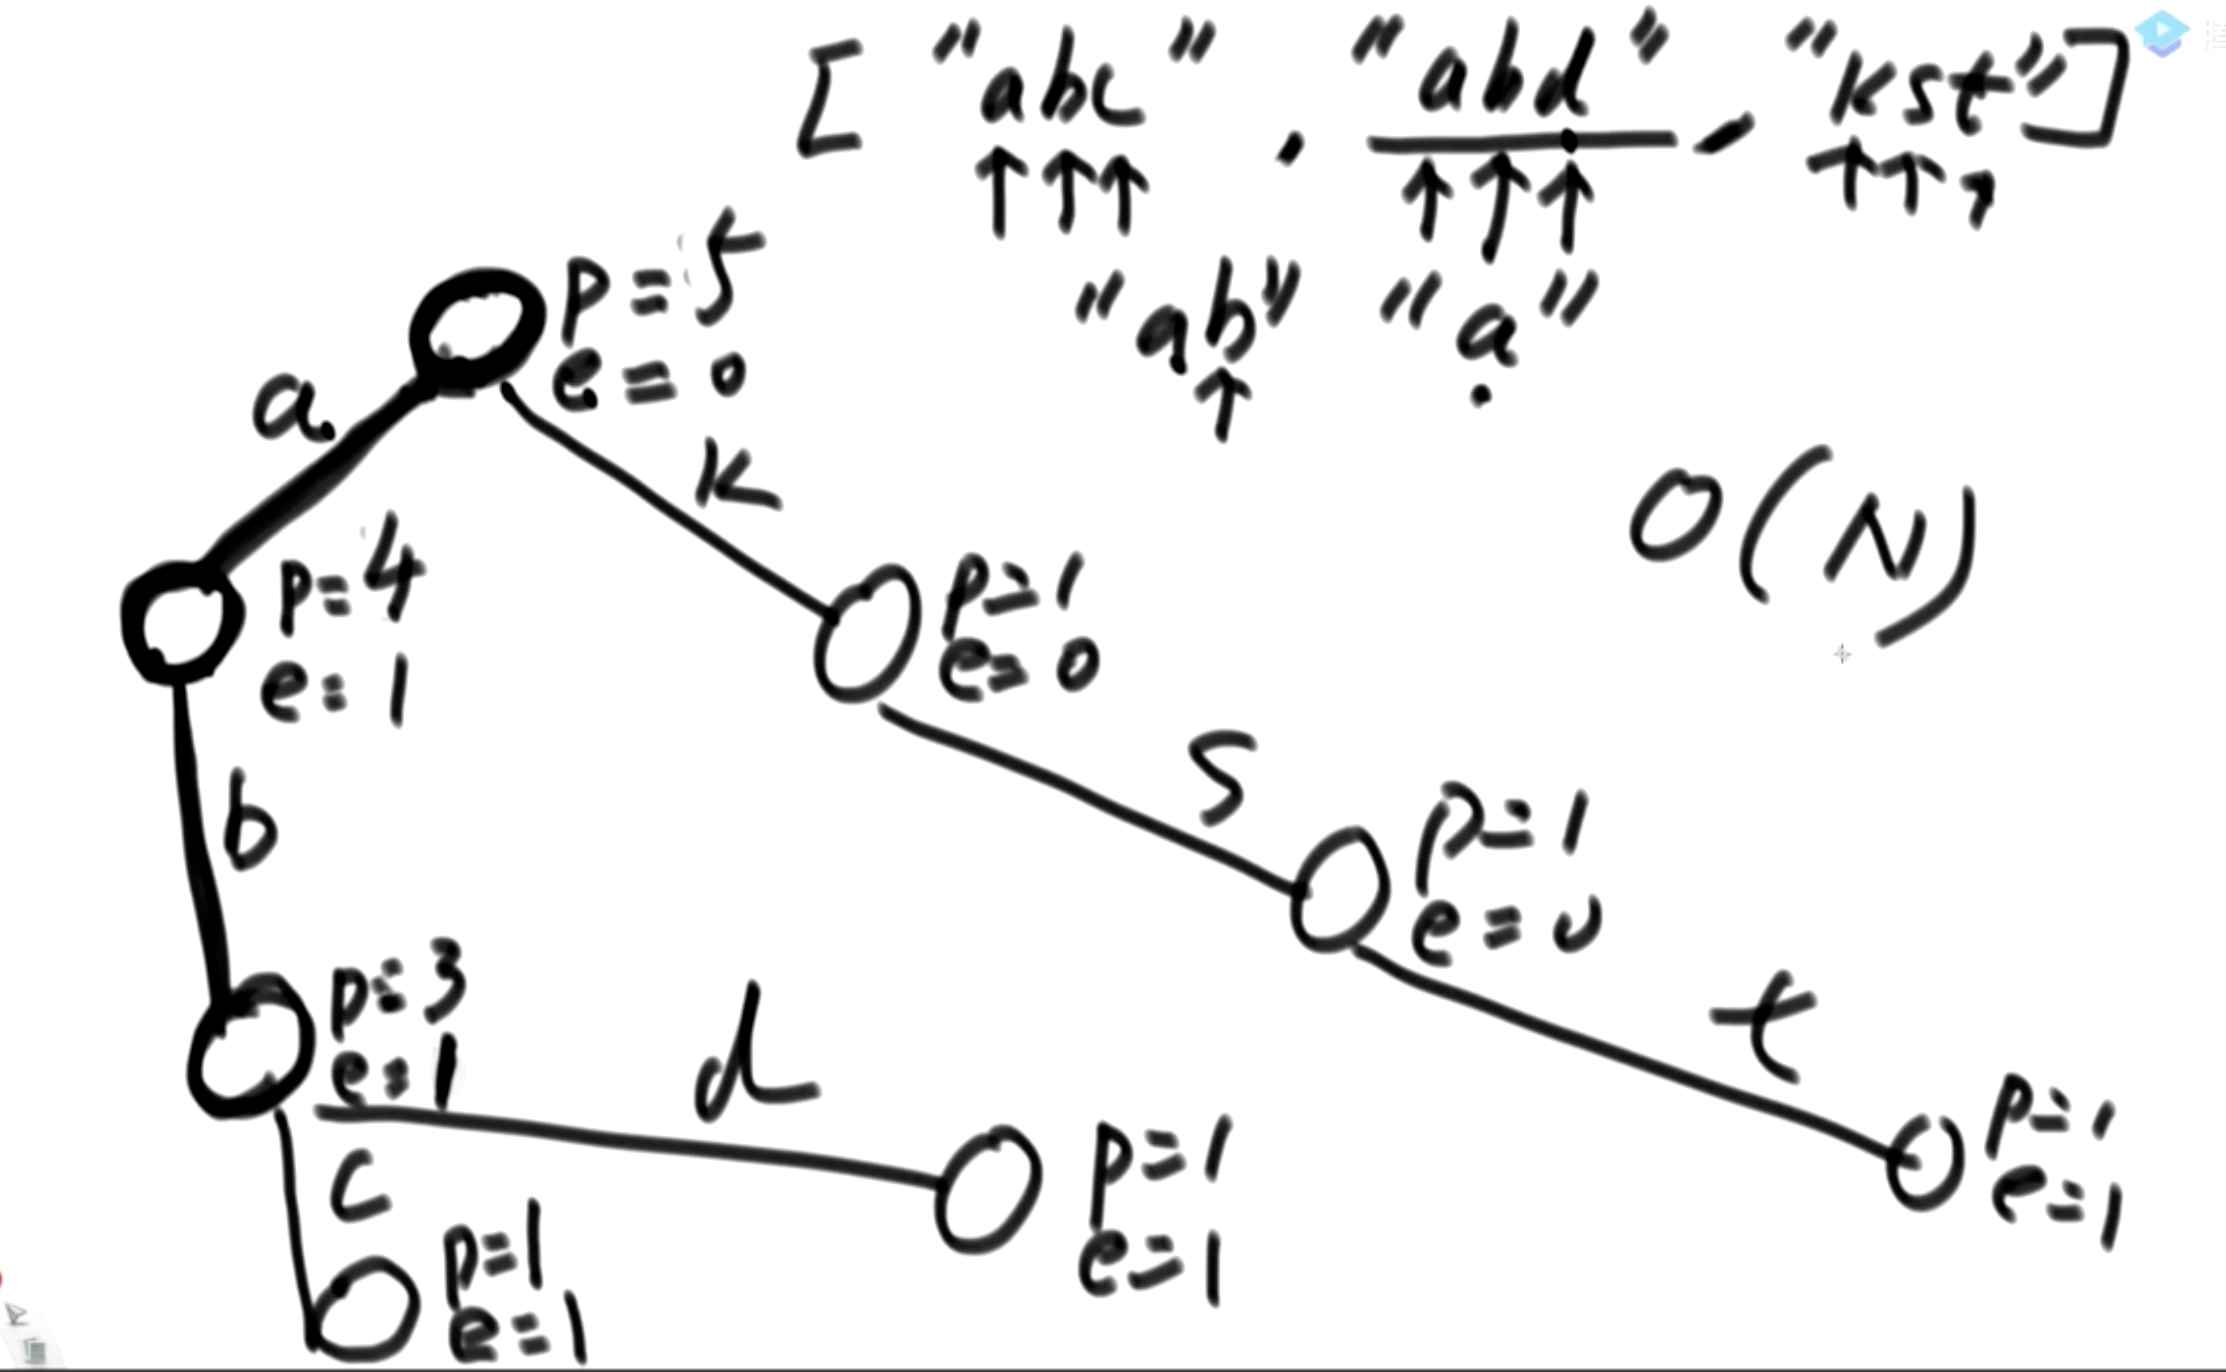 ["abc", "abd", "kst"]
"ab" "a"
p=5
e=0
a
k
O(N)
p=4
e=1
p=1
e=0
b
s
p=1
e=0
p=3
e=1
d
t
c
p=1
e=1
p=1
e=1
p=1
e=1